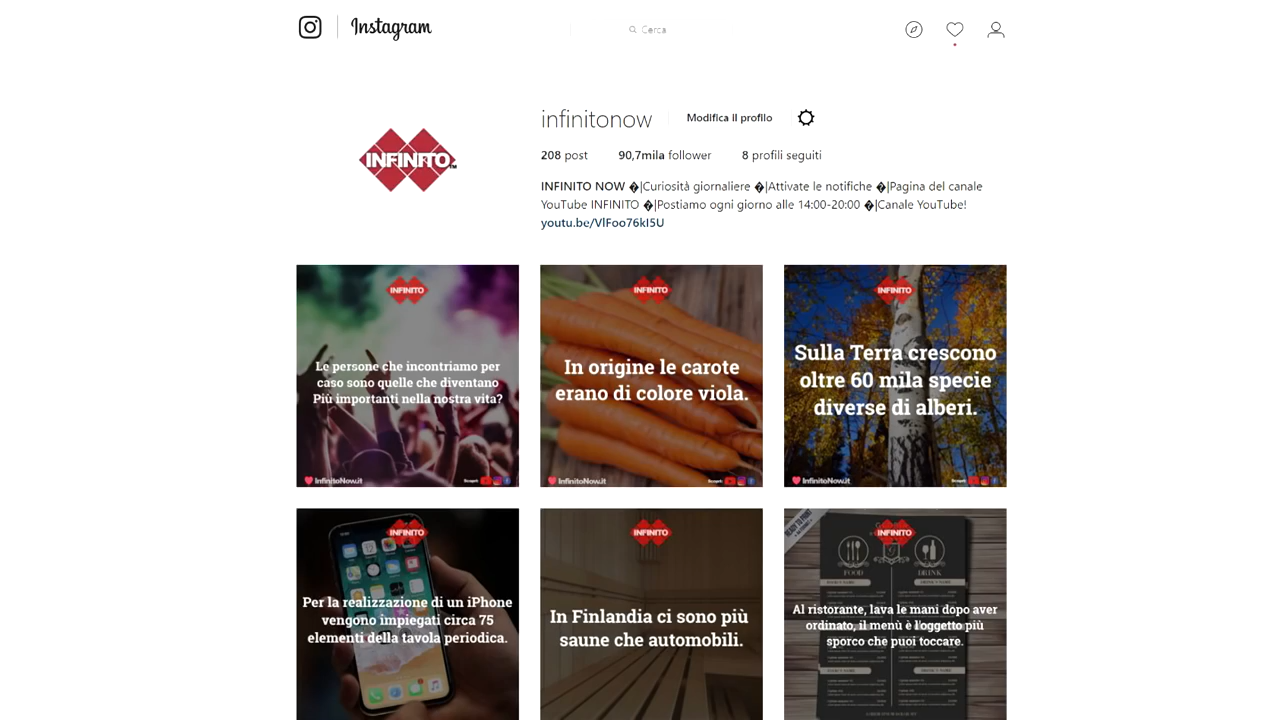 Instagram
Cerca
infinitonow Modifica il profilo
208 post 90,7mila follower 8 profili seguiti
INFINITO NOW �|Curiosità giornaliere �|Attivate le notifiche �|Pagina del canale
YouTube INFINITO �|Postiamo ogni giorno alle 14:00-20:00 �|Canale YouTube!
youtu.be/VlFoo76kI5U
INFINITO TM
INFINITO
Le persone che incontriamo per
caso sono quelle che diventano
Più importanti nella nostra vita?
InfinitoNow.it
INFINITO
In origine le carote
erano di colore viola.
InfinitoNow.it
INFINITO
Sulla Terra crescono
oltre 60 mila specie
diverse di alberi.
InfinitoNow.it
INFINITO
Per la realizzazione di un iPhone
vengono impiegati circa 75
elementi della tavola periodica.
INFINITO
In Finlandia ci sono più
saune che automobili.
READY TO PRINT
INFINITO
FOOD DRINK
Al ristorante, lava le mani dopo aver
ordinato, il menù è l'oggetto più
sporco che puoi toccare.